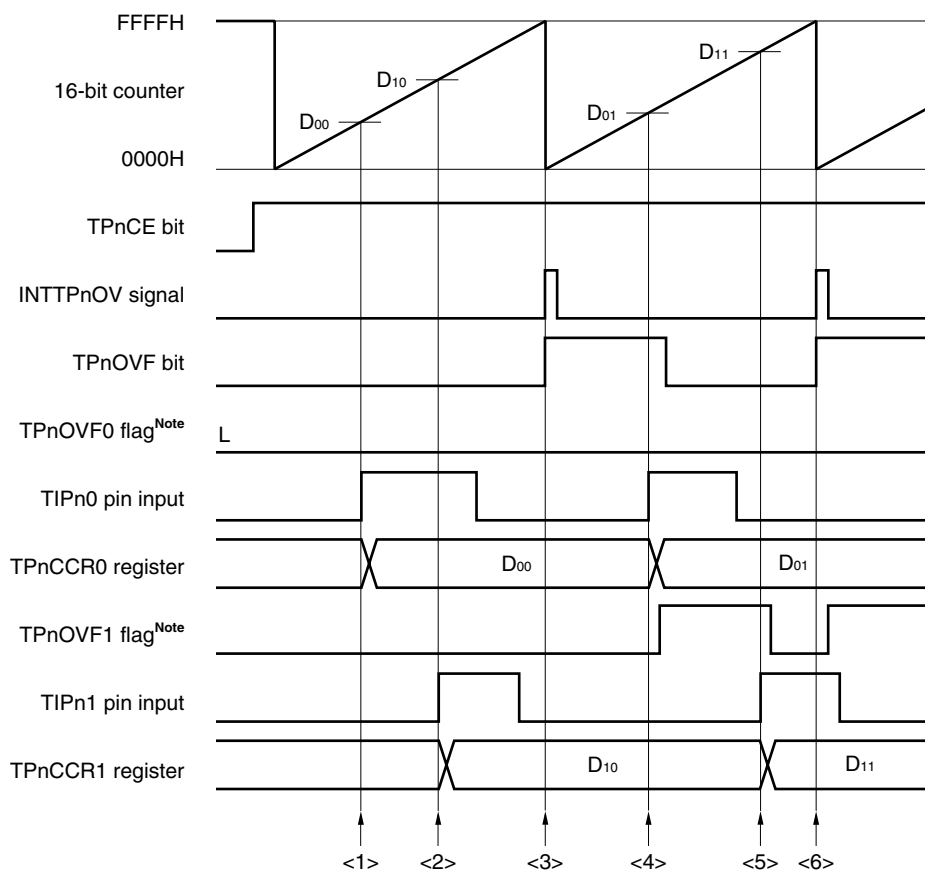 FFFFH
D10
D11
16-bit counter
D00
D01
0000H
TPnCE bit
INTTPnOV signal
TPnOVF bit
TPnOVF0 flagNote
L
TIPn0 pin input
TPnCCR0 register
D00
D01
TPnOVF1 flagNote
TIPn1 pin input
TPnCCR1 register
D10
D11
<1> <2> <3> <4> <5> <6>